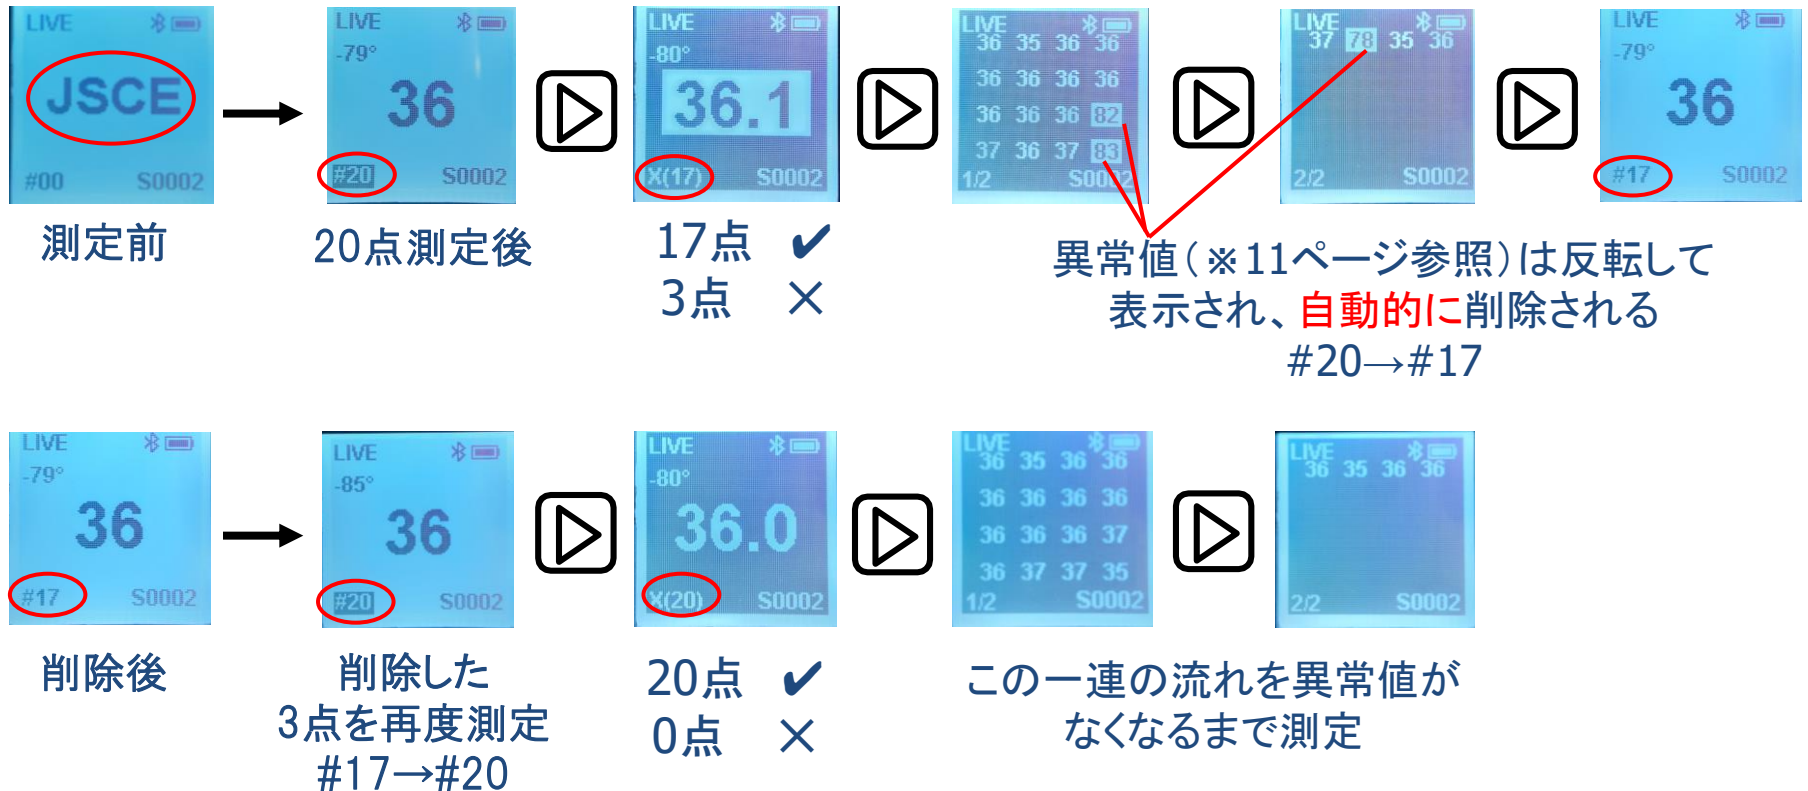 LIVE
JSCE
#00 S0002
測定前
LIVE
-79°
36
#20 S0002
20点測定後
LIVE
-80°
36.1
X(17) S0002
17点 ✔
3点 ×
LIVE
36 35 36 36
36 36 36 36
36 36 36 82
37 36 37 83
1/2 S0002
LIVE
37 78 35 36
2/2 S0002
LIVE
-79°
36
#17 S0002
異常値(※11ページ参照)は反転して
表示され、自動的に削除される
#20→#17
LIVE
-79°
36
#17 S0002
削除後
LIVE
-85°
36
#20 S0002
削除した
3点を再度測定
#17→#20
LIVE
-80°
36.0
X(20) S0002
20点 ✔
0点 ×
LIVE
36 35 36 36
36 36 36 36
36 36 36 37
36 37 37 35
1/2 S0002
LIVE
36 35 36 36
2/2 S0002
この一連の流れを異常値が
なくなるまで測定